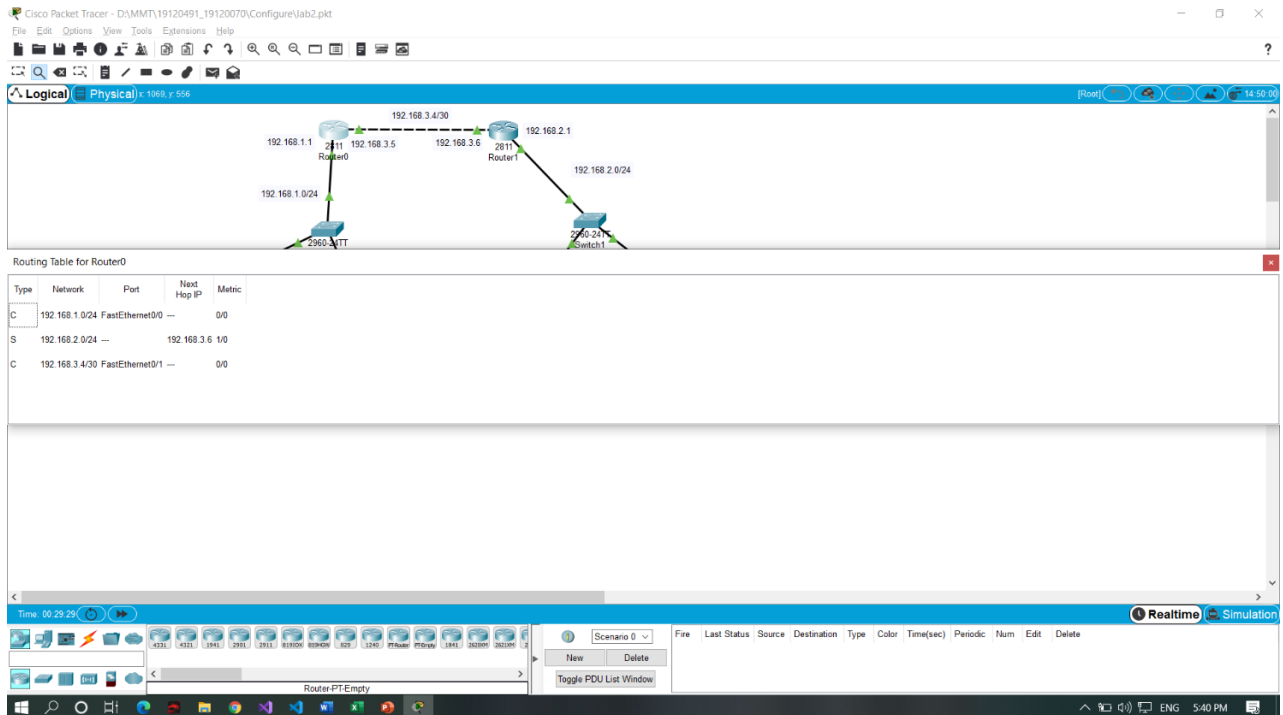 Cisco Packet Tracer - D:\MMT\19120491_19120070\Configure\lab2.pkt
File Edit Options View Tools Extensions Help
?
Logical Physical x: 1069, y: 556 [Root] 14:50:00
192.168.3.4/30
192.168.1.1 2811 192.168.3.5 192.168.3.6 2811 192.168.2.1
Router0 Router1
192.168.2.0/24
192.168.1.0/24
2960-24TT 2960-24TT
Switch1
Routing Table for Router0
Type Network Port Next Hop IP Metric
C 192.168.1.0/24 FastEthernet0/0 --- 0/0
S 192.168.2.0/24 --- 192.168.3.6 1/0
C 192.168.3.4/30 FastEthernet0/1 --- 0/0
Time: 00:29:29 Realtime Simulation
4331 4321 1941 2901 2911 819IOX 819HGW 829 1240 PT-Router PT-Empty 1841 2620XM 2621XM 2
Router-PT-Empty
Scenario 0
New Delete
Toggle PDU List Window
Fire Last Status Source Destination Type Color Time(sec) Periodic Num Edit Delete
ENG 5:40 PM